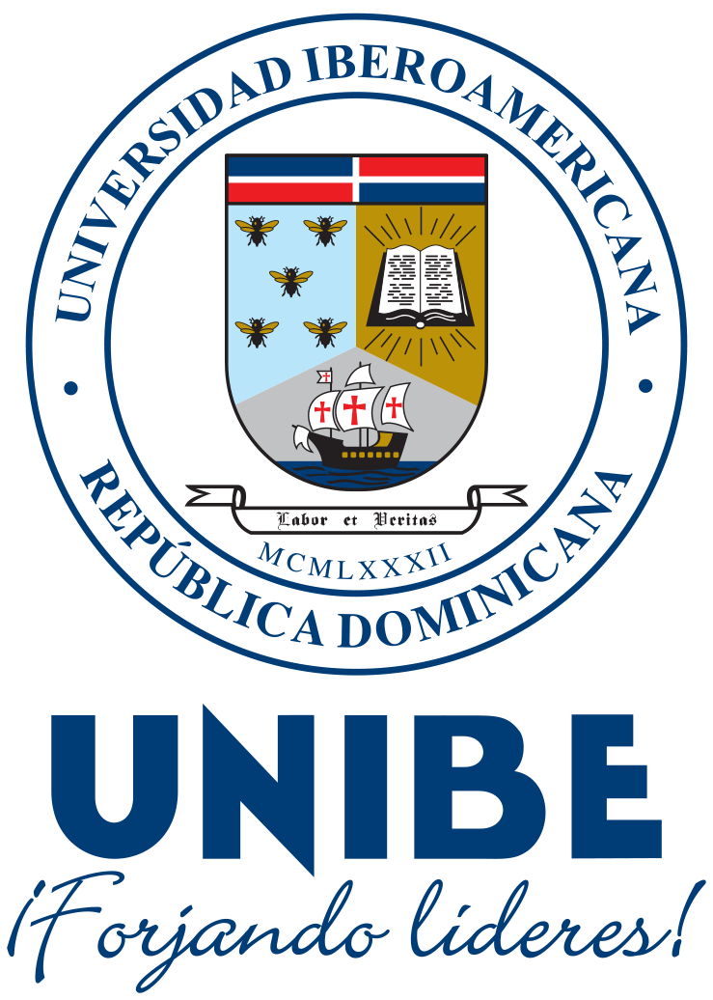 UNIVERSIDAD IBEROAMERICANA
Labor et Veritas
MCMLXXXII
• REPÚBLICA DOMINICANA •
UNIBE
¡Forjando líderes!